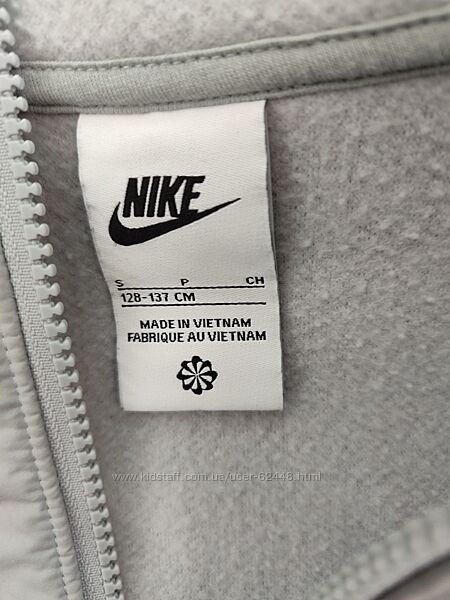 NIKE
S P CH
128-137 CM
MADE IN VIETNAM
FABRIQUE AU VIETNAM
www.kidstaff.com.ua/user-62448.html